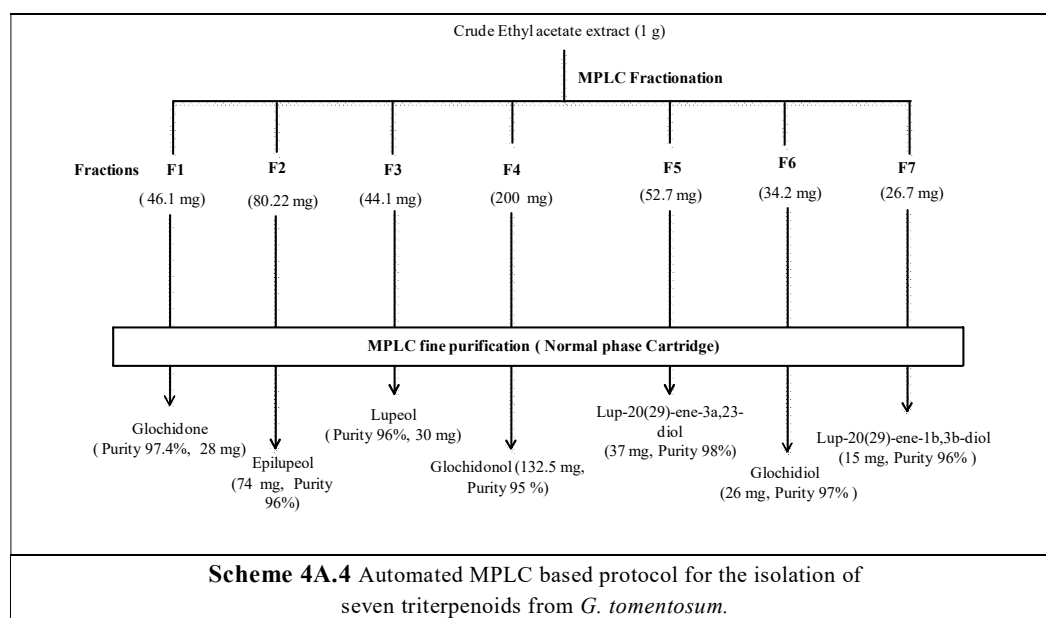 Crude Ethyl acetate extract (1 g)
MPLC Fractionation
Fractions F1 F2 F3 F4 F5 F6 F7
( 46.1 mg) (80.22 mg) (44.1 mg) (200 mg) (52.7 mg) (34.2 mg) (26.7 mg)
MPLC fine purification ( Normal phase Cartridge)
Glochidone
( Purity 97.4%, 28 mg)
Epilupeol
(74 mg, Purity
96%)
Lupeol
( Purity 96%, 30 mg)
Glochidonol (132.5 mg,
Purity 95 %)
Lup-20(29)-ene-3a,23-
diol
(37 mg, Purity 98%)
Glochidiol
(26 mg, Purity 97% )
Lup-20(29)-ene-1b,3b-diol
(15 mg, Purity 96% )
Scheme 4A.4 Automated MPLC based protocol for the isolation of
seven triterpenoids from G. tomentosum.